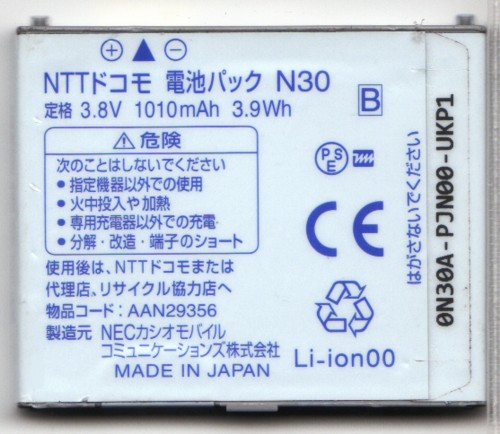 NTTドコモ 電池パック N30
定格 3.8V 1010mAh 3.9Wh
B
⚠危険
次のことはしないでください
•指定機器以外での使用
•火中投入や加熱
•専用充電器以外での充電
•分解・改造・端子のショート
使用後は、NTTドコモまたは
代理店、リサイクル協力店へ
物品コード：AAN29356
製造元 NECカシオモバイル
コミュニケーションズ株式会社
MADE IN JAPAN
PSE
CE
Li-ion00
はがさないでください
0N30A-PJN00-UKP1